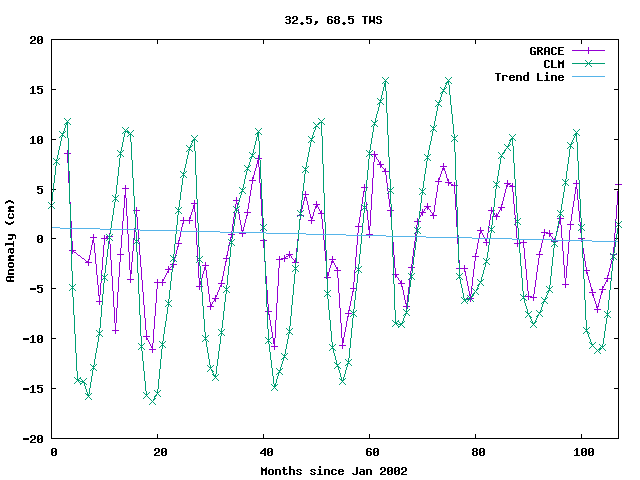 32.5, 68.5 TWS
GRACE
CLM
Trend Line
20
15
10
5
0
-5
-10
-15
-20
Anomaly (cm)
0 20 40 60 80 100
Months since Jan 2002